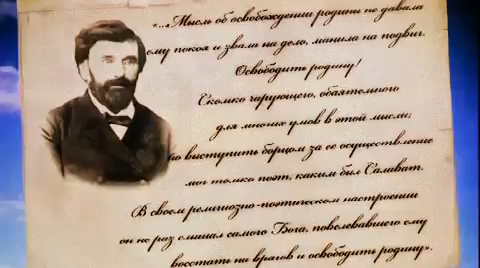 «...Мысль об освобождении родины не давала
ему покоя и звала на дело, манила на подвиг.
Освободить родину!
Сколько чарующего, обаятельного
для многих умов в этой мысли;
но выступить борцом за ее осуществление
мог только поэт, каким был Салават.
В своем религиозно-поэтическом настроении
он не раз слышал самого Бога, повелевавшего ему
восстать на врагов и освободить родину».